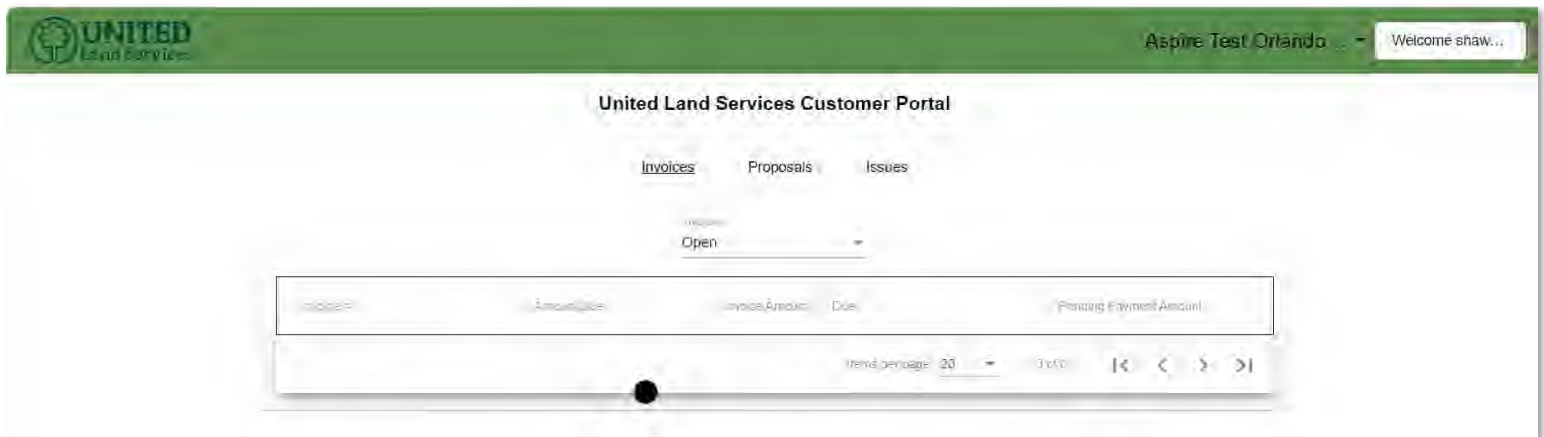 UNITED
Land Services
Aspire Test Orlando ...
Welcome shaw...
United Land Services Customer Portal
Invoices Proposals Issues
Open
Amount Due Invoice Amount Due Pending Payment Amount
Items per page 20